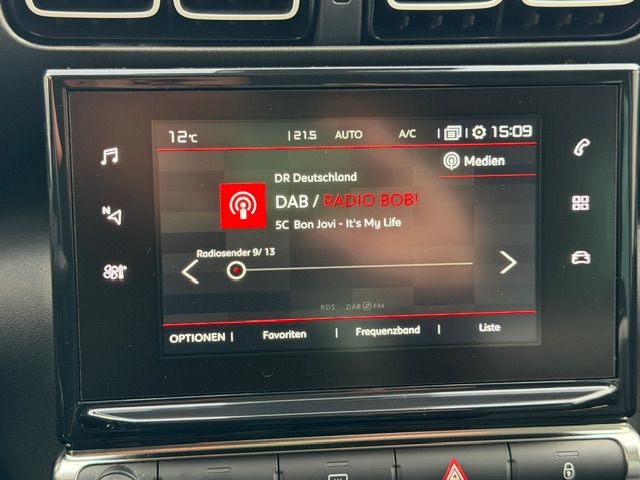 12°C |21.5 AUTO A/C 15:09
Medien
N
DR Deutschland
DAB / RADIO BOB!
5C Bon Jovi - It's My Life
Radiosender 9/ 13
RDS DAB FM
OPTIONEN | Favoriten | Frequenzband | Liste